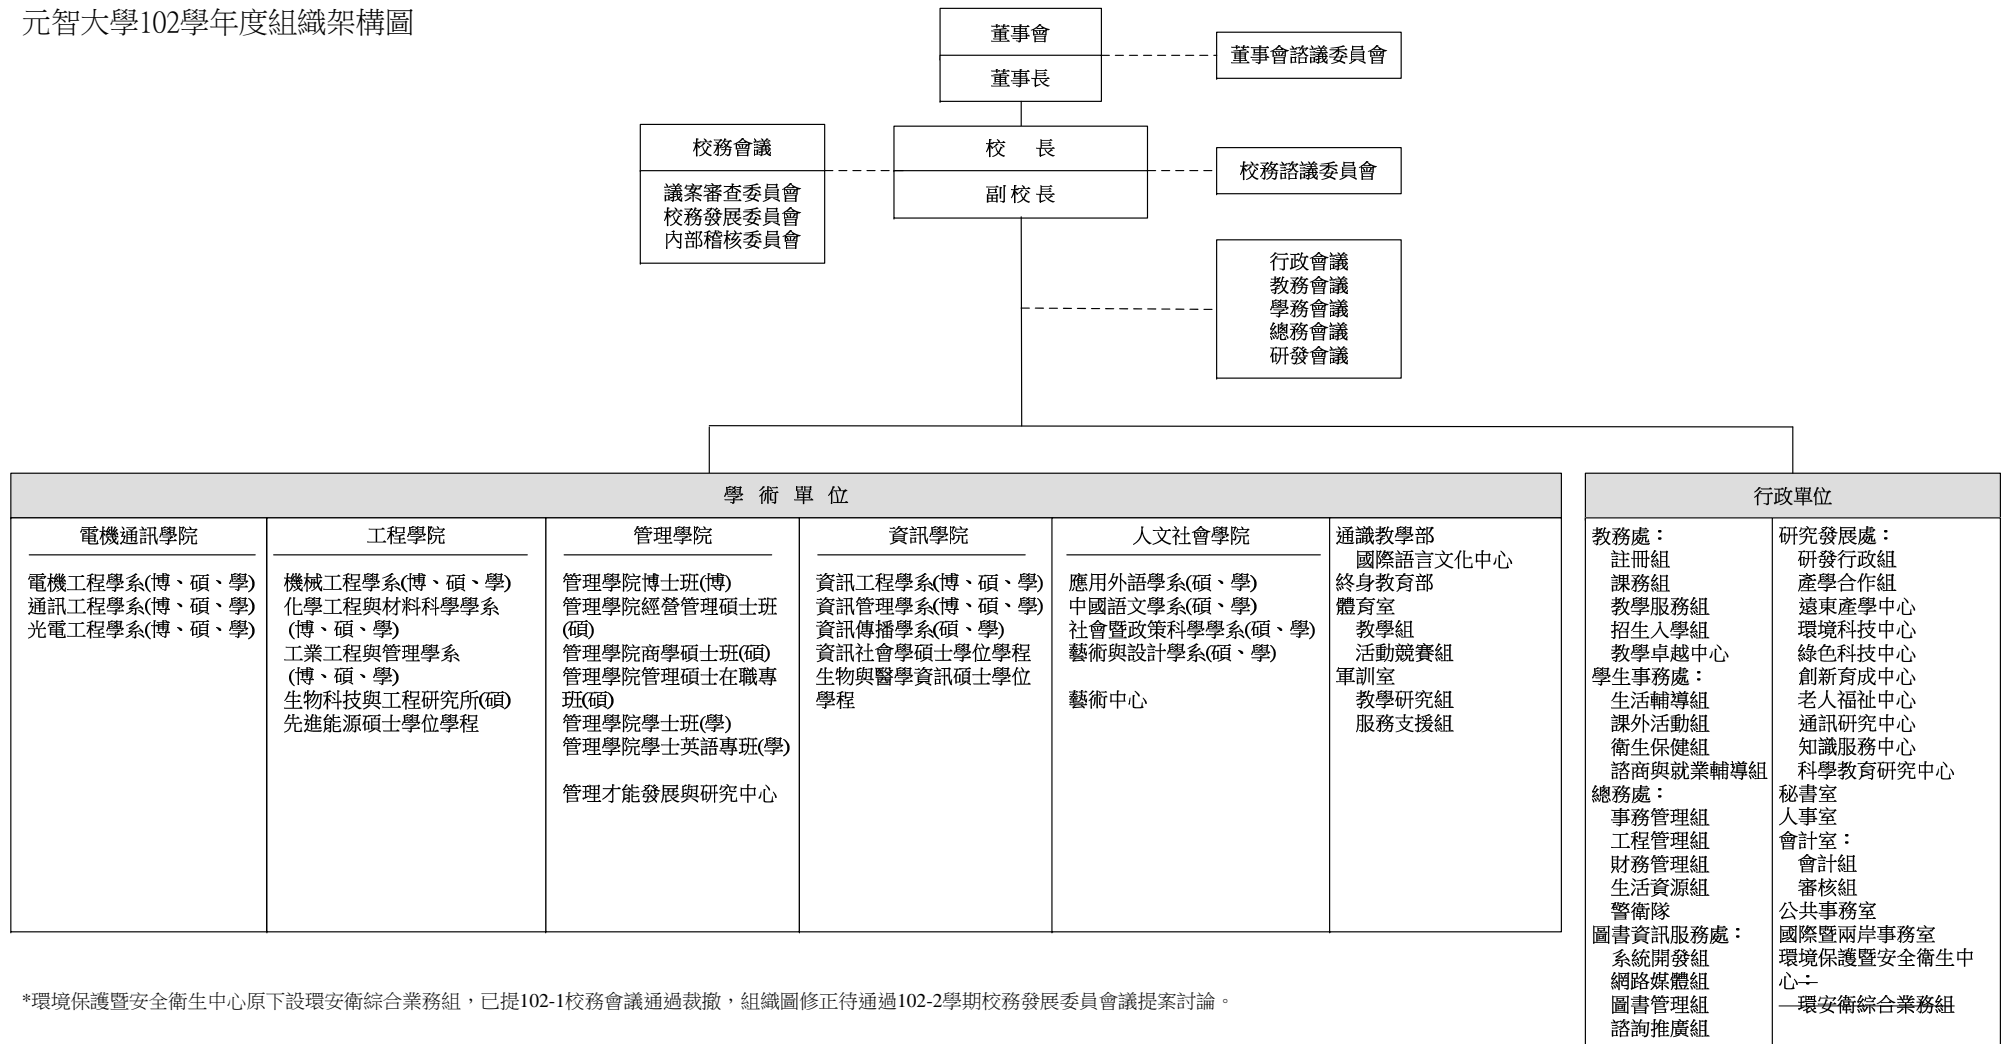 元智大學102學年度組織架構圖
董事會
董事長
董事會諮議委員會
校務會議
議案審查委員會
校務發展委員會
內部稽核委員會
校 長
副校長
校務諮議委員會
行政會議
教務會議
學務會議
總務會議
研發會議
學術單位
電機通訊學院
電機工程學系(博、碩、學)
通訊工程學系(博、碩、學)
光電工程學系(博、碩、學)
工程學院
機械工程學系(博、碩、學)
化學工程與材料科學學系
(博、碩、學)
工業工程與管理學系
(博、碩、學)
生物科技與工程研究所(碩)
先進能源碩士學位學程
管理學院
管理學院博士班(博)
管理學院經營管理碩士班
(碩)
管理學院商學碩士班(碩)
管理學院管理碩士在職專
班(碩)
管理學院學士班(學)
管理學院學士英語專班(學)
管理才能發展與研究中心
資訊學院
資訊工程學系(博、碩、學)
資訊管理學系(博、碩、學)
資訊傳播學系(碩、學)
資訊社會學碩士學位學程
生物與醫學資訊碩士學位
學程
人文社會學院
應用外語學系(碩、學)
中國語文學系(碩、學)
社會暨政策科學學系(碩、學)
藝術與設計學系(碩、學)
藝術中心
通識教學部
國際語言文化中心
終身教育部
體育室
教學組
活動競賽組
軍訓室
教學研究組
服務支援組
行政單位
教務處：
註冊組
課務組
教學服務組
招生入學組
教學卓越中心
學生事務處：
生活輔導組
課外活動組
衛生保健組
諮商與就業輔導組
總務處：
事務管理組
工程管理組
財務管理組
生活資源組
警衛隊
圖書資訊服務處：
系統開發組
網路媒體組
圖書管理組
諮詢推廣組
研究發展處：
研發行政組
產學合作組
遠東產學中心
環境科技中心
綠色科技中心
創新育成中心
老人福祉中心
通訊研究中心
知識服務中心
科學教育研究中心
秘書室
人事室
會計室：
會計組
審核組
公共事務室
國際暨兩岸事務室
環境保護暨安全衛生中
心：
環安衛綜合業務組
*環境保護暨安全衛生中心原下設環安衛綜合業務組，已提102-1校務會議通過裁撤，組織圖修正待通過102-2學期校務發展委員會議提案討論。